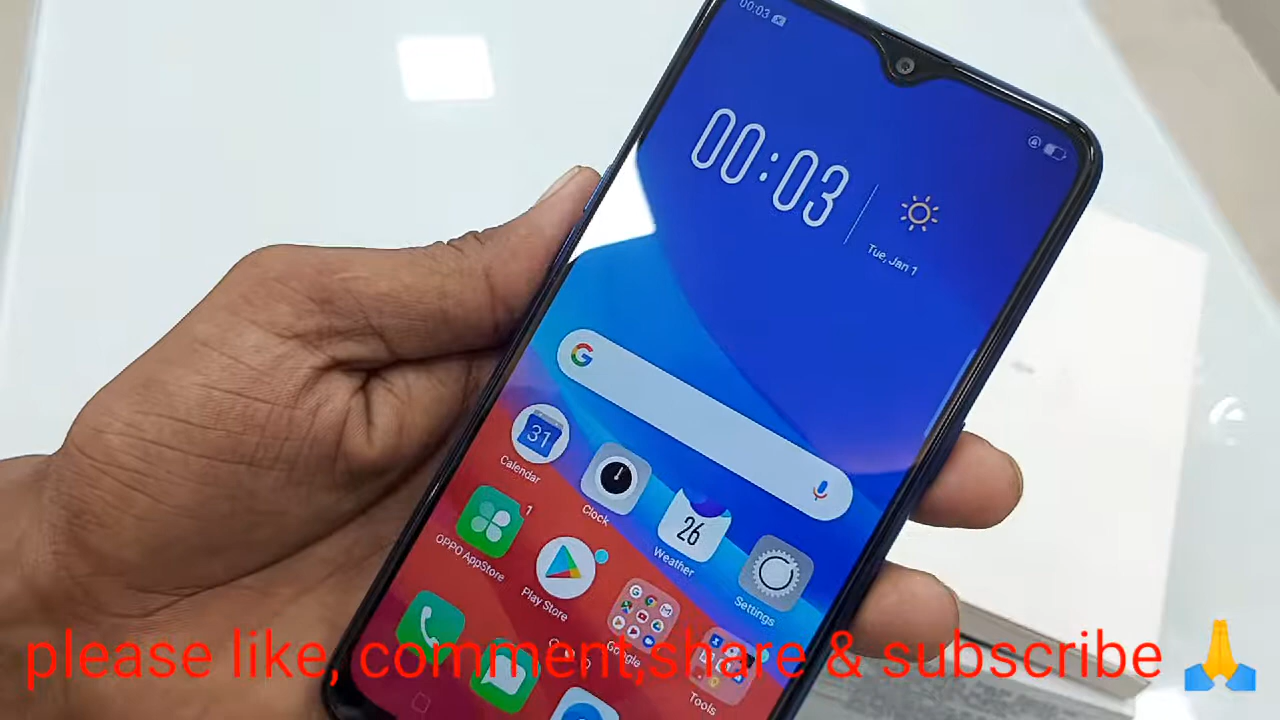 00:03
00:03
Tue, Jan 1
G
31
Calendar
Clock
26
Weather
1
OPPO AppStore
Play Store
Settings
Google
Tools
please like, comment,share & subscribe 🙏